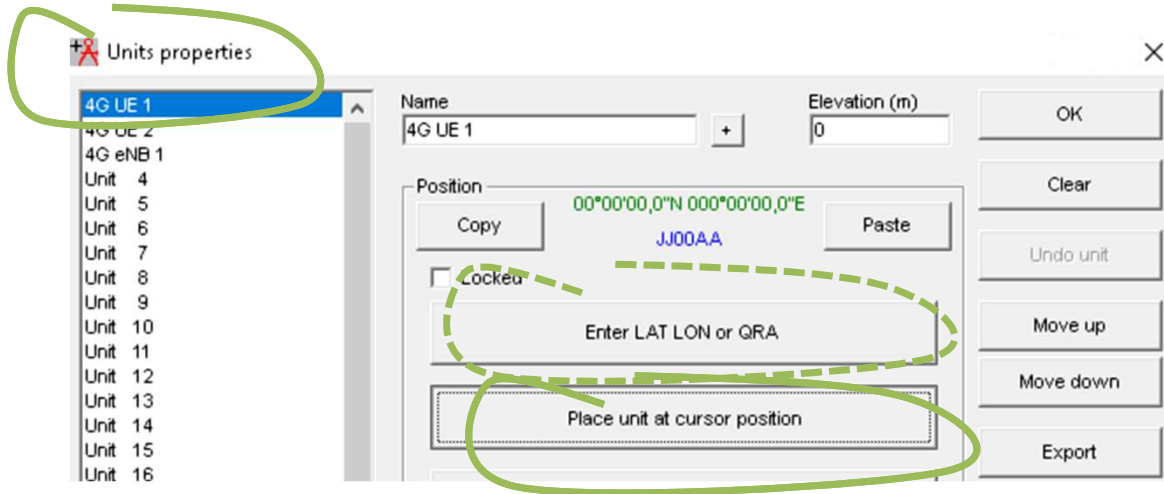 Units properties
4G UE 1
4G UE 2
4G eNB 1
Unit 4
Unit 5
Unit 6
Unit 7
Unit 8
Unit 9
Unit 10
Unit 11
Unit 12
Unit 13
Unit 14
Unit 15
Unit 16
Name
4G UE 1
+
Elevation (m)
0
Position
Copy
00°00'00,0"N 000°00'00,0"E
JJ00AA
Paste
Locked
Enter LAT LON or QRA
Place unit at cursor position
OK
Clear
Undo unit
Move up
Move down
Export